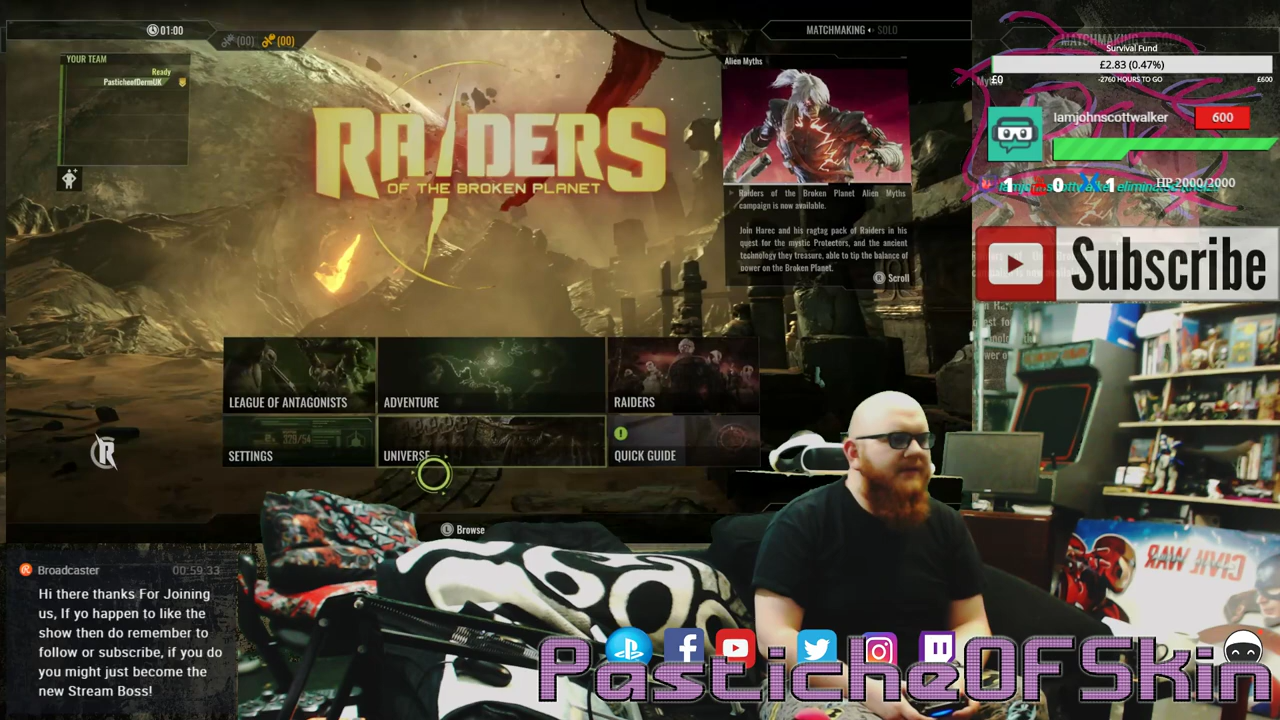 01:00
(00) (00)
MATCHMAKING SOLO
YOUR TEAM
Ready
PasticheofDermUK
RAIDERS
OF THE BROKEN PLANET
Alien Myths
Raiders of the Broken Planet Alien Myths
campaign is now available.
Join Harec and his ragtag pack of Raiders in his
quest for the mystic Protectors, and the ancient
technology they treasure, able to tip the balance of
power on the Broken Planet.
R Scroll
LEAGUE OF ANTAGONISTS
ADVENTURE
RAIDERS
SETTINGS
UNIVERSE
QUICK GUIDE
L Browse
MATCHMAKING
Survival Fund
£2.83 (0.47%)
£0
-2760 HOURS TO GO
£600
Iamjohnscottwalker
600
1 0 1
HP 2000/2000
Subscribe
CIVIL WAR
Broadcaster
00:59:33
Hi there thanks For Joining
us, If yo happen to like the
show then do remember to
follow or subscribe, if you do
you might just become the
new Stream Boss!
PasticheOFSkin